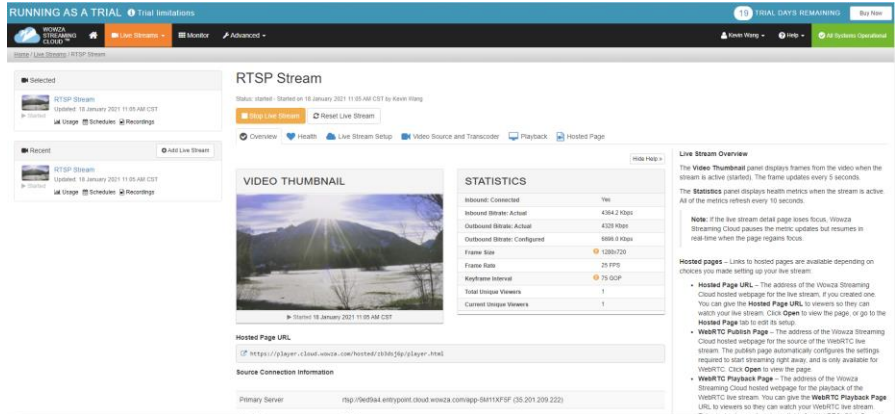 RUNNING AS A TRIAL Trial limitations
19 TRIAL DAYS REMAINING Buy Now
WOWZA STREAMING CLOUD
Live Streams Monitor Advanced
Kevin Wang Help All Systems Operational
Home / Live Streams / RTSP Stream
Selected
RTSP Stream
Updated: 18 January 2021 11:05 AM CST
Started
Usage Schedules Recordings
Recent Add Live Stream
RTSP Stream
Updated: 18 January 2021 11:05 AM CST
Started
Usage Schedules Recordings
RTSP Stream
Status: started - Started on 18 January 2021 11:05 AM CST by Kevin Wang
Stop Live Stream Reset Live Stream
Overview Health Live Stream Setup Video Source and Transcoder Playback Hosted Page
Hide Help >
VIDEO THUMBNAIL
Started 18 January 2021 11:05 AM CST
STATISTICS
Inbound: Connected Yes
Inbound Bitrate: Actual 4364.2 Kbps
Outbound Bitrate: Actual 4328 Kbps
Outbound Bitrate: Configured Kbps
Frame Size 1280x720
Frame Rate 25 FPS
Keyframe Interval 75 GOP
Total Unique Viewers 1
Current Unique Viewers 1
Hosted Page URL
Source Connection Information
Primary Server
Live Stream Overview
The Video Thumbnail panel displays frames from the video when the
stream is active (started). The frame updates every 5 seconds.
The Statistics panel displays health metrics when the stream is active.
All of the metrics refresh every 10 seconds.
Note: If the live stream detail page loses focus, Wowza
Streaming Cloud pauses the metric updates but resumes in
real-time when the page regains focus.
Hosted pages – Links to hosted pages are available depending on
choices you made setting up your live stream:
• Hosted Page URL – The address of the Wowza Streaming
Cloud hosted webpage for the live stream, if you created one.
You can give the Hosted Page URL to viewers so they can
watch your live stream. Click Open to view the page, or go to the
Hosted Page tab to edit its setup.
• WebRTC Publish Page – The address of the Wowza Streaming
Cloud hosted webpage for the source of the WebRTC live
stream. The publish page automatically configures the settings
required to start streaming right away, and is only available for
WebRTC. Click Open to view the page.
• WebRTC Playback Page – The address of the Wowza
Streaming Cloud hosted webpage for the playback of the
WebRTC live stream. You can give the WebRTC Playback Page
URL to viewers so they can watch your WebRTC live stream.